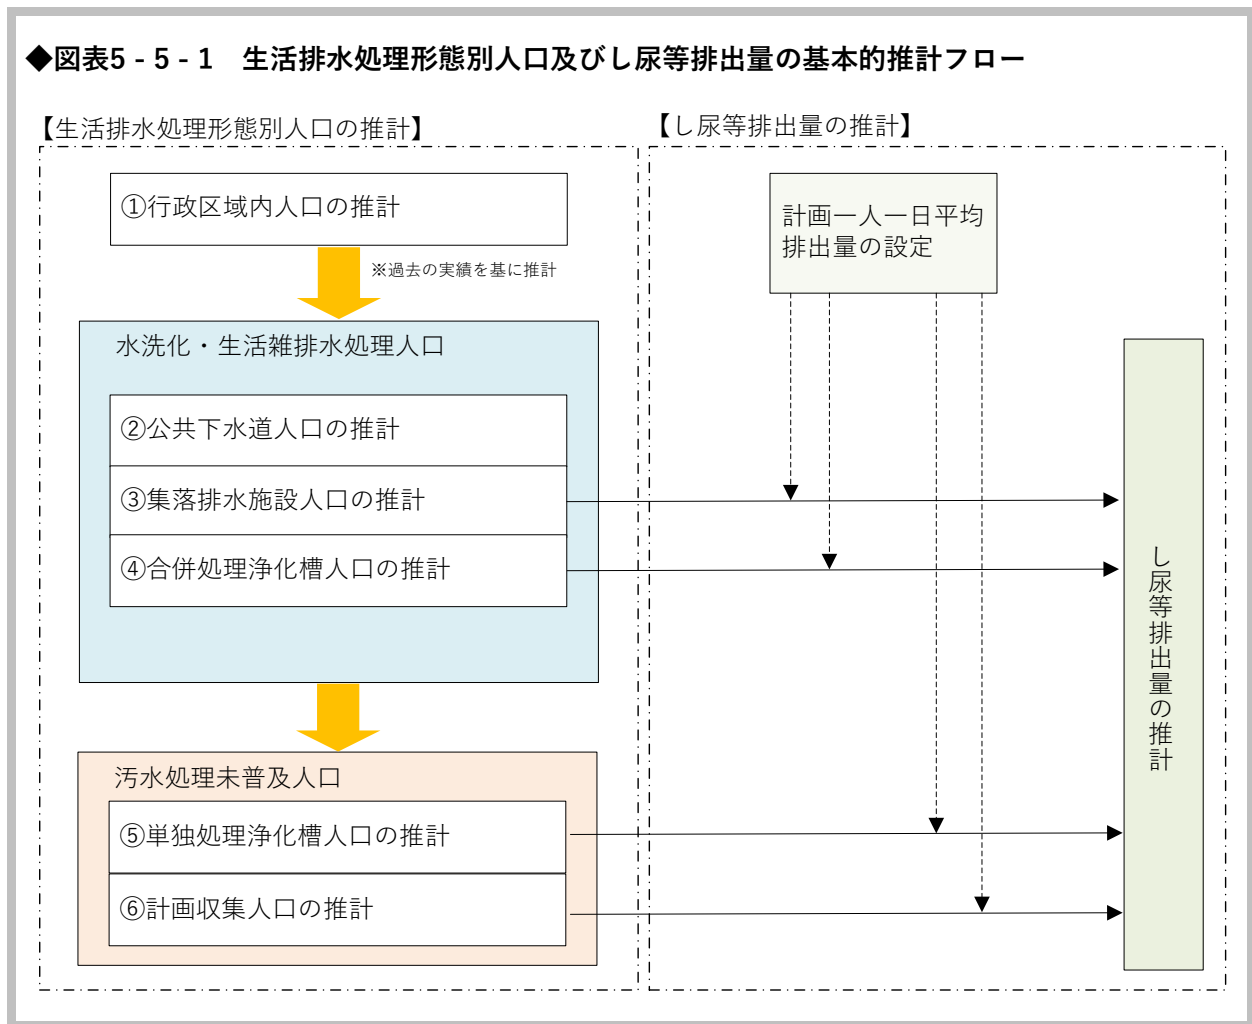 ◆図表5 - 5 - 1　生活排水処理形態別人口及びし尿等排出量の基本的推計フロー
【生活排水処理形態別人口の推計】
①行政区域内人口の推計
※過去の実績を基に推計
水洗化・生活雑排水処理人口
②公共下水道人口の推計
③集落排水施設人口の推計
④合併処理浄化槽人口の推計
汚水処理未普及人口
⑤単独処理浄化槽人口の推計
⑥計画収集人口の推計
【し尿等排出量の推計】
計画一人一日平均
排出量の設定
し尿等排出量の推計